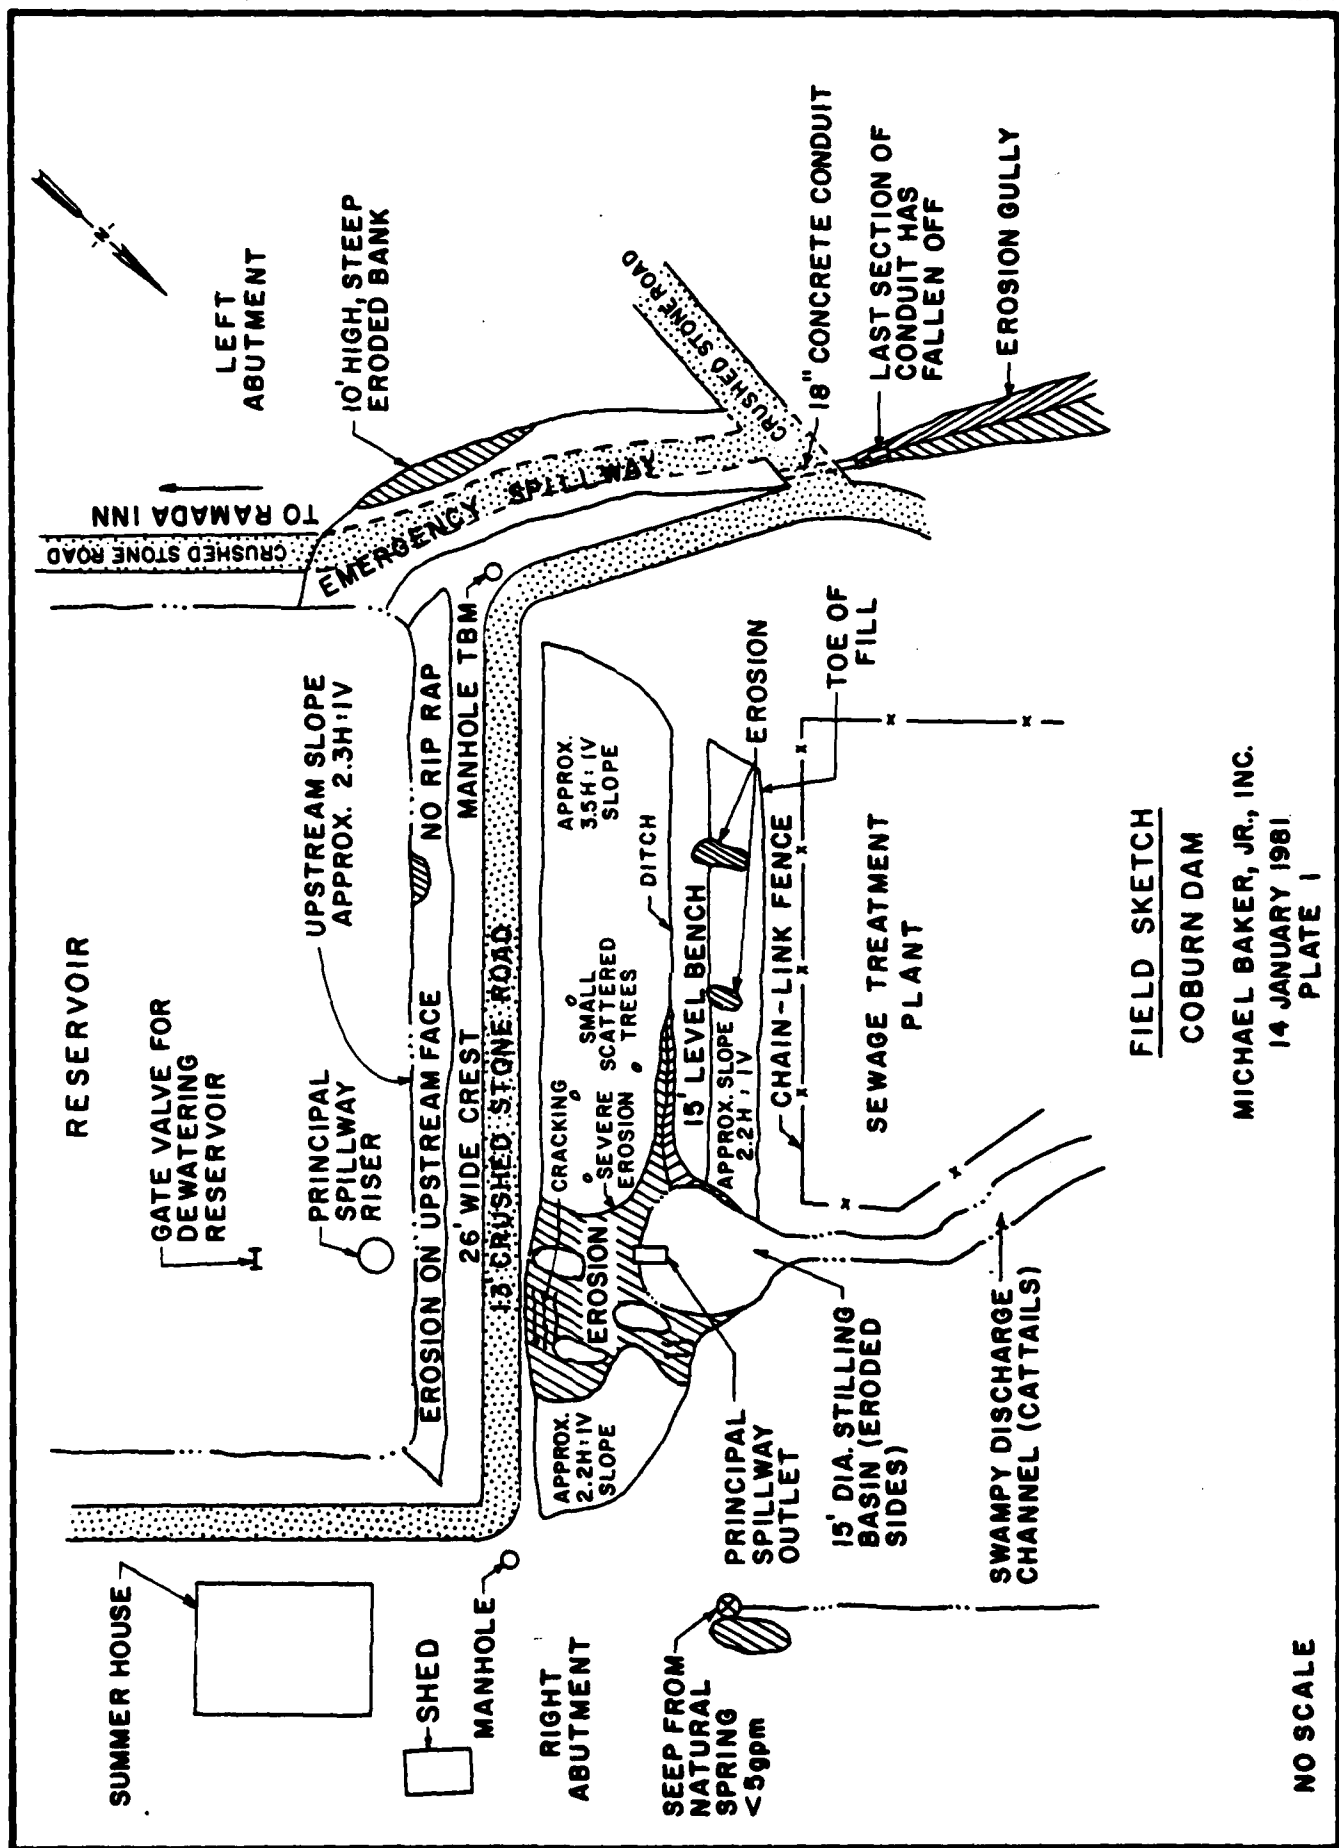 RESERVOIR
GATE VALVE FOR
DEWATERING
RESERVOIR
PRINCIPAL
SPILLWAY
RISER
SUMMER HOUSE
SHED
MANHOLE
RIGHT
ABUTMENT
SEEP FROM
NATURAL
SPRING
<5gpm
UPSTREAM SLOPE
APPROX. 2.3H:1V
EROSION ON UPSTREAM FACE
NO RIP RAP
26' WIDE CREST
MANHOLE TBM
13' CRUSHED STONE ROAD
CRUSHED STONE ROAD
TO RAMADA INN
LEFT
ABUTMENT
N
10' HIGH, STEEP
ERODED BANK
EMERGENCY SPILLWAY
CRUSHED STONE ROAD
ROAD
18" CONCRETE CONDUIT
LAST SECTION OF
CONDUIT HAS
FALLEN OFF
EROSION GULLY
APPROX.
2.2H:1V
SLOPE
EROSION
CRACKING
SEVERE
EROSION
SMALL
SCATTERED
TREES
APPROX.
3.5H:1V
SLOPE
DITCH
15' LEVEL BENCH
APPROX. SLOPE
2.2H:1V
EROSION
TOE OF
FILL
CHAIN-LINK FENCE
SEWAGE TREATMENT
PLANT
PRINCIPAL
SPILLWAY
OUTLET
15' DIA. STILLING
BASIN (ERODED
SIDES)
SWAMPY DISCHARGE
CHANNEL (CATTAILS)
FIELD SKETCH
COBURN DAM
MICHAEL BAKER, JR., INC.
14 JANUARY 1981
PLATE 1
NO SCALE